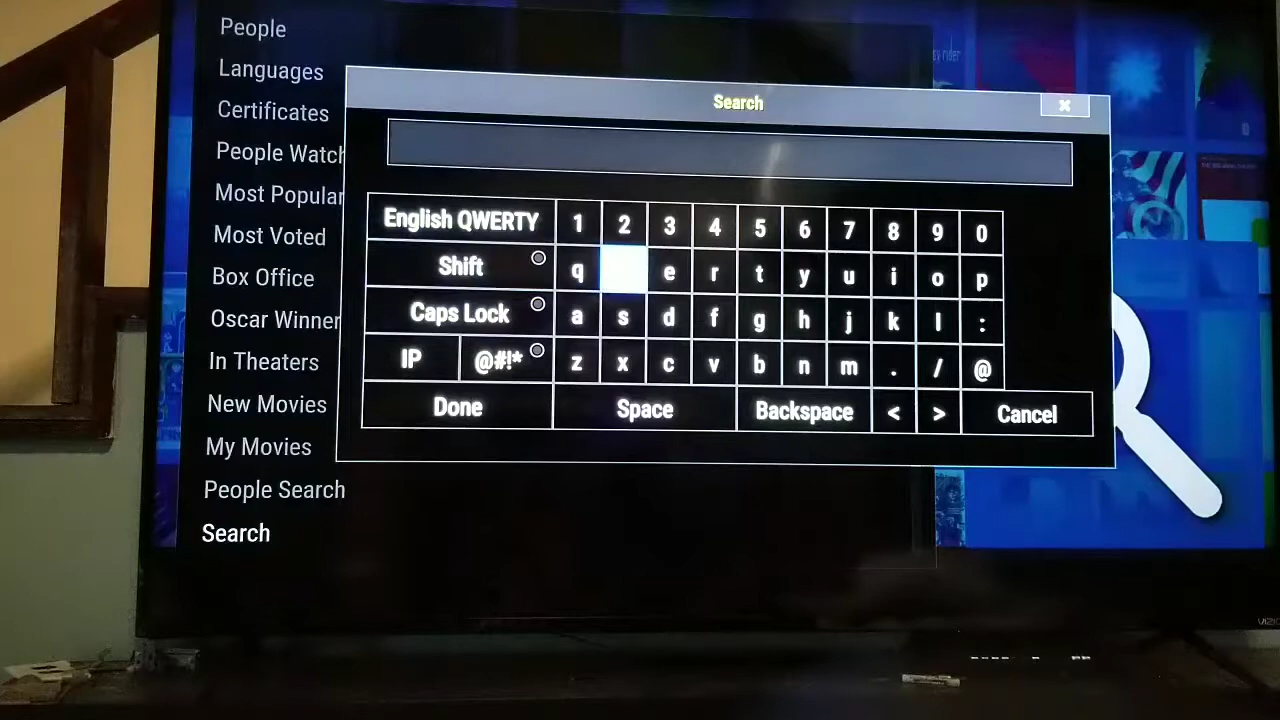 People
Languages
Certificates
People Watch
Most Popular
Most Voted
Box Office
Oscar Winner
In Theaters
New Movies
My Movies
People Search
Search
Search x
English QWERTY 1 2 3 4 5 6 7 8 9 0
Shift q e r t y u i o p
Caps Lock a s d f g h j k l :
IP @#!* z x c v b n m . / @
Done Space Backspace < > Cancel
VIZIO